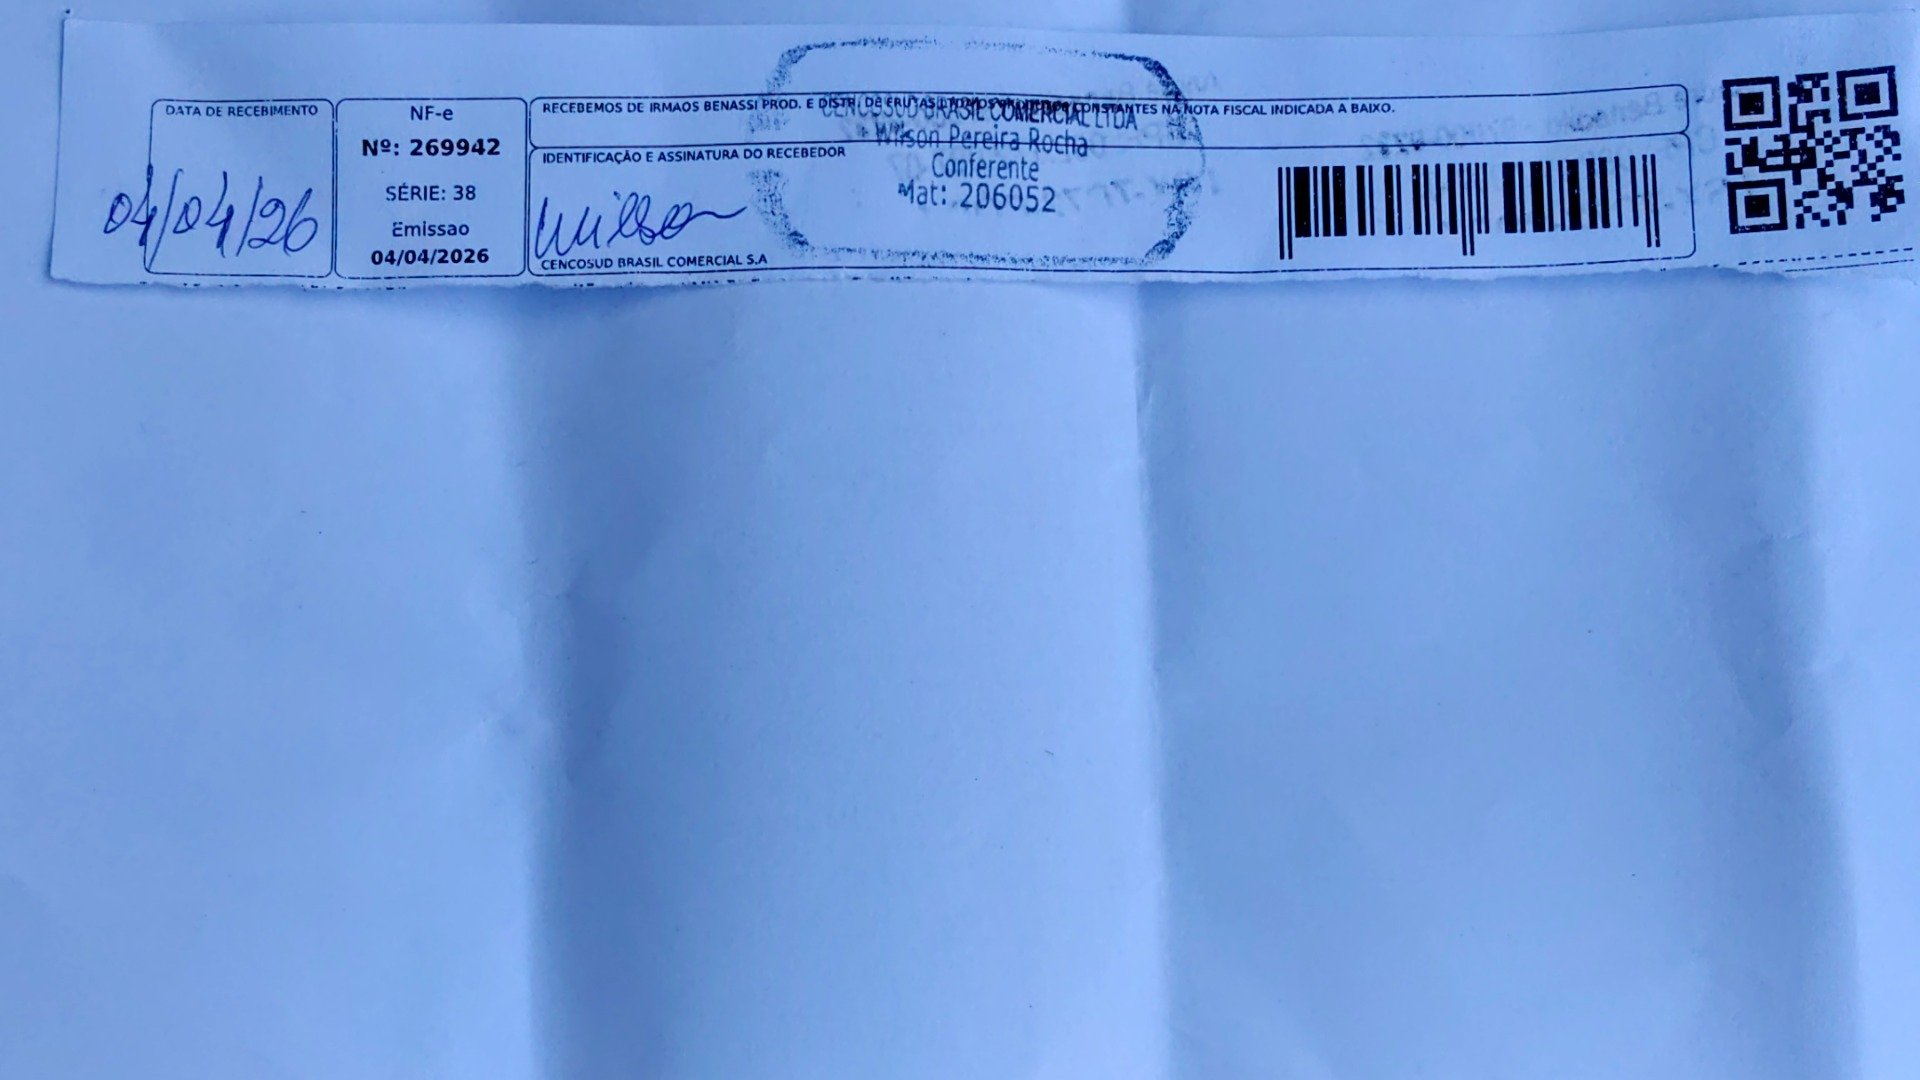 DATA DE RECEBIMENTO
04/04/26
NF-e
Nº: 269942
SÉRIE: 38
Emissao
04/04/2026
RECEBEMOS DE IRMAOS BENASSI PROD. E DISTR. DE FRUTAS CONSTANTES NA NOTA FISCAL INDICADA A BAIXO.
IDENTIFICAÇÃO E ASSINATURA DO RECEBEDOR
Wilson
CENCOSUD BRASIL COMERCIAL S.A
CENCOSUD BRASIL COMERCIAL LTDA
Wilson Pereira Rocha
Conferente
Mat: 206052